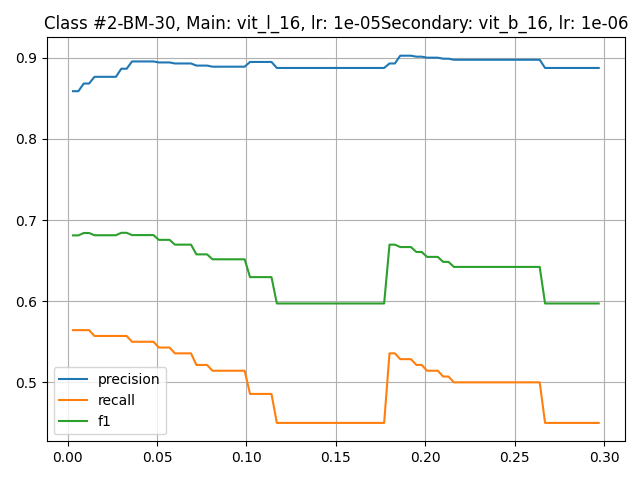 Class #2-BM-30, Main: vit_l_16, lr: 1e-05Secondary: vit_b_16, lr: 1e-06
0.9
0.8
0.7
0.6
0.5
precision
recall
f1
0.00 0.05 0.10 0.15 0.20 0.25 0.30